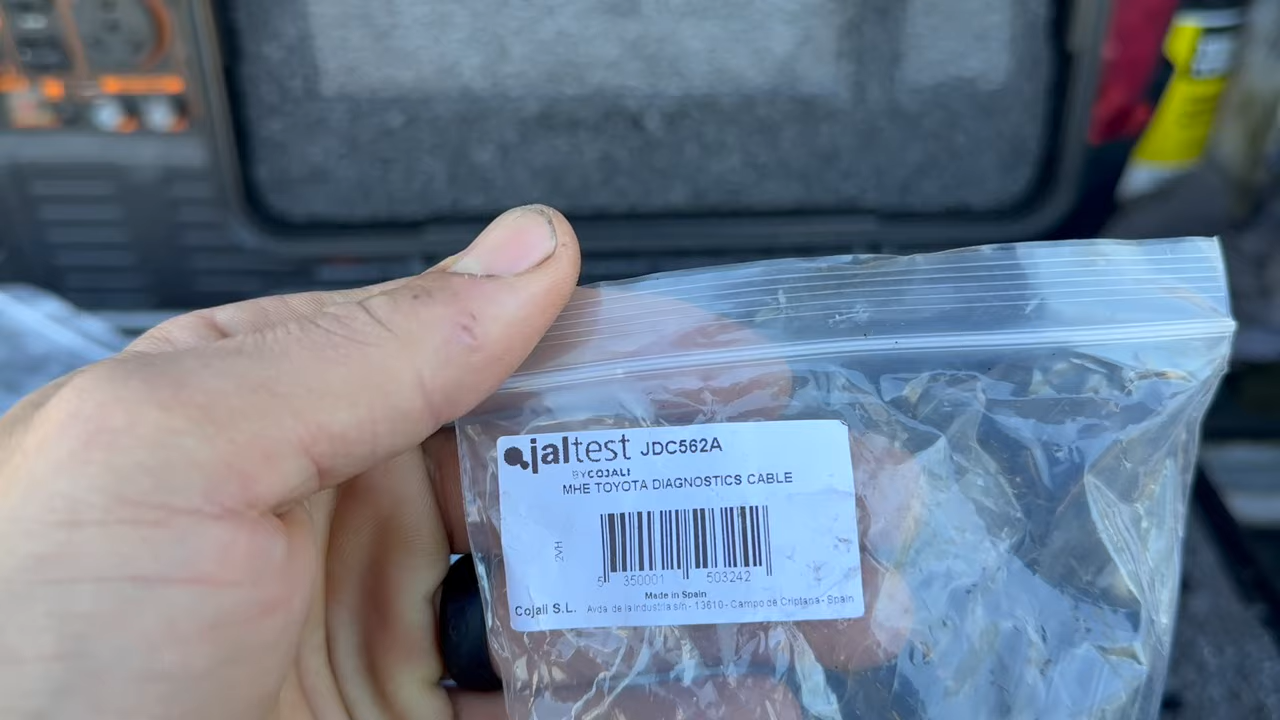 jaltest JDC562A
BY COJALI
MHE TOYOTA DIAGNOSTICS CABLE
2VH
5 350001 503242
Made in Spain
Cojali S.L. Avda de la Industria s/n - 13610 - Campo de Criptana - Spain